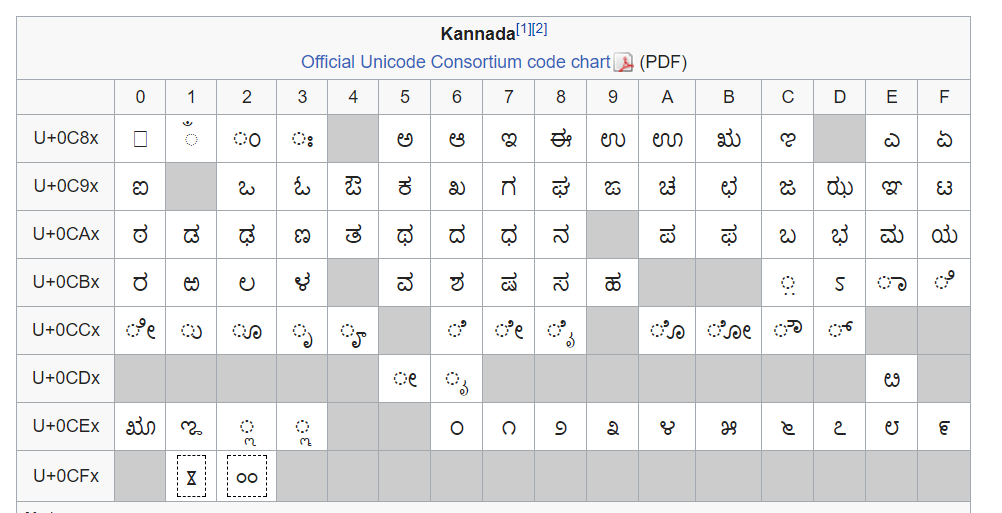 Kannada[1][2]
Official Unicode Consortium code chart (PDF)
0 1 2 3 4 5 6 7 8 9 A B C D E F
U+0C8x ಁ ಂ ಃ ಅ ಆ ಇ ಈ ಉ ಊ ಋ ಌ ಎ ಏ
U+0C9x ಐ ಒ ಓ ಔ ಕ ಖ ಗ ಘ ಙ ಚ ಛ ಜ ಝ ಞ ಟ
U+0CAx ಠ ಡ ಢ ಣ ತ ಥ ದ ಧ ನ ಪ ಫ ಬ ಭ ಮ ಯ
U+0CBx ರ ಱ ಲ ಳ ವ ಶ ಷ ಸ ಹ ಼ ಽ ಾ ಿ
U+0CCx ೀ ು ೂ ೃ ೄ ೆ ೇ ೈ ೊ ೋ ೌ ್
U+0CDx ೕ ೖ ೞ
U+0CEx ೠ ೡ ೢ ೣ ೦ ೧ ೨ ೩ ೪ ೫ ೬ ೭ ೮ ೯
U+0CFx ೱ ೲ